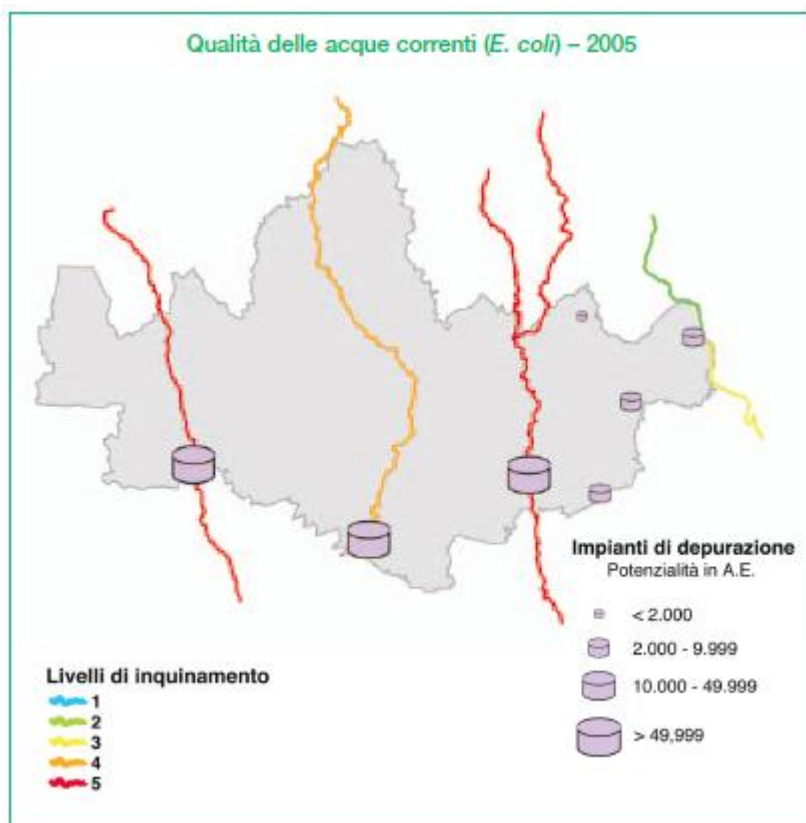 Qualità delle acque correnti (E. coli) – 2005
Impianti di depurazione
Potenzialità in A.E.
< 2.000
2.000 - 9.999
10.000 - 49.999
> 49,999
Livelli di inquinamento
1
2
3
4
5